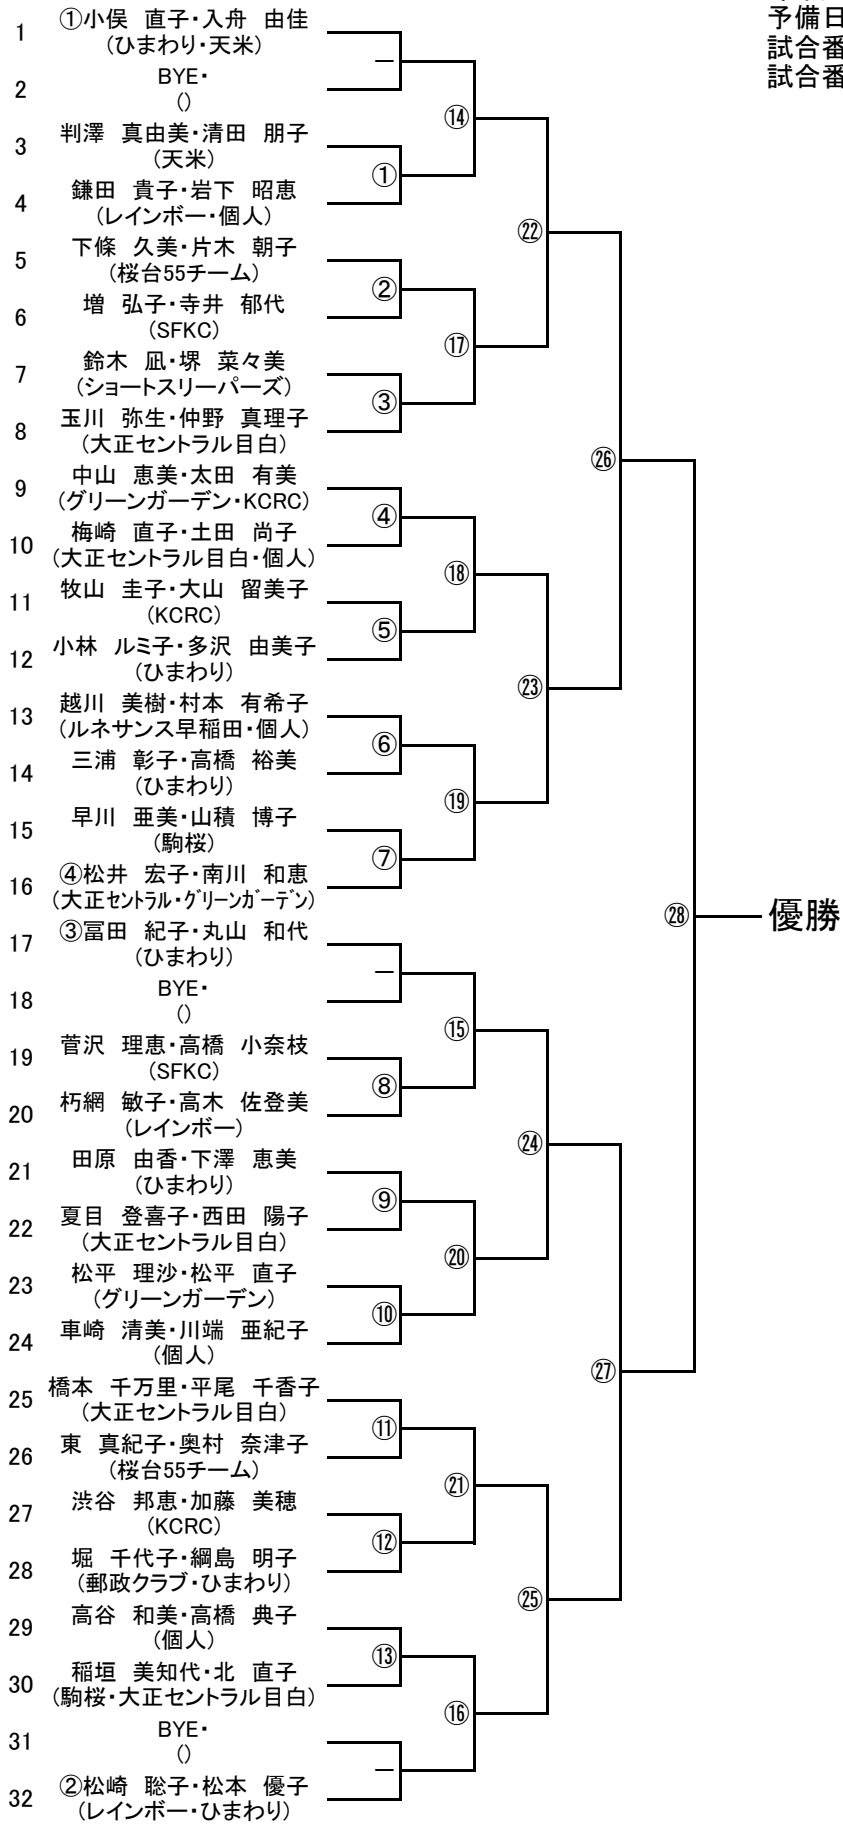 予備日
試合番
試合番
1 ①小俣 直子・入舟 由佳
(ひまわり・天米)
2 BYE・
()
3 判澤 真由美・清田 朋子
(天米)
4 鎌田 貴子・岩下 昭恵
(レインボー・個人)
5 下條 久美・片木 朝子
(桜台55チーム)
6 増 弘子・寺井 郁代
(SFKC)
7 鈴木 凪・堺 菜々美
(ショートスリーパーズ)
8 玉川 弥生・仲野 真理子
(大正セントラル目白)
9 中山 恵美・太田 有美
(グリーンガーデン・KCRC)
10 梅崎 直子・土田 尚子
(大正セントラル目白・個人)
11 牧山 圭子・大山 留美子
(KCRC)
12 小林 ルミ子・多沢 由美子
(ひまわり)
13 越川 美樹・村本 有希子
(ルネサンス早稲田・個人)
14 三浦 彰子・高橋 裕美
(ひまわり)
15 早川 亜美・山積 博子
(駒桜)
16 ④松井 宏子・南川 和恵
(大正セントラル・グリーンガーデン)
17 ③冨田 紀子・丸山 和代
(ひまわり)
18 BYE・
()
19 菅沢 理恵・高橋 小奈枝
(SFKC)
20 朽網 敏子・高木 佐登美
(レインボー)
21 田原 由香・下澤 恵美
(ひまわり)
22 夏目 登喜子・西田 陽子
(大正セントラル目白)
23 松平 理沙・松平 直子
(グリーンガーデン)
24 車崎 清美・川端 亜紀子
(個人)
25 橋本 千万里・平尾 千香子
(大正セントラル目白)
26 東 真紀子・奥村 奈津子
(桜台55チーム)
27 渋谷 邦恵・加藤 美穂
(KCRC)
28 堀 千代子・綱島 明子
(郵政クラブ・ひまわり)
29 高谷 和美・高橋 典子
(個人)
30 稲垣 美知代・北 直子
(駒桜・大正セントラル目白)
31 BYE・
()
32 ②松崎 聡子・松本 優子
(レインボー・ひまわり)
—
①
②
③
④
⑤
⑥
⑦
—
⑧
⑨
⑩
⑪
⑫
⑬
—
⑭
⑰
⑱
⑲
⑮
⑳
㉑
⑯
㉒
㉓
㉔
㉕
㉖
㉗
㉘
優勝